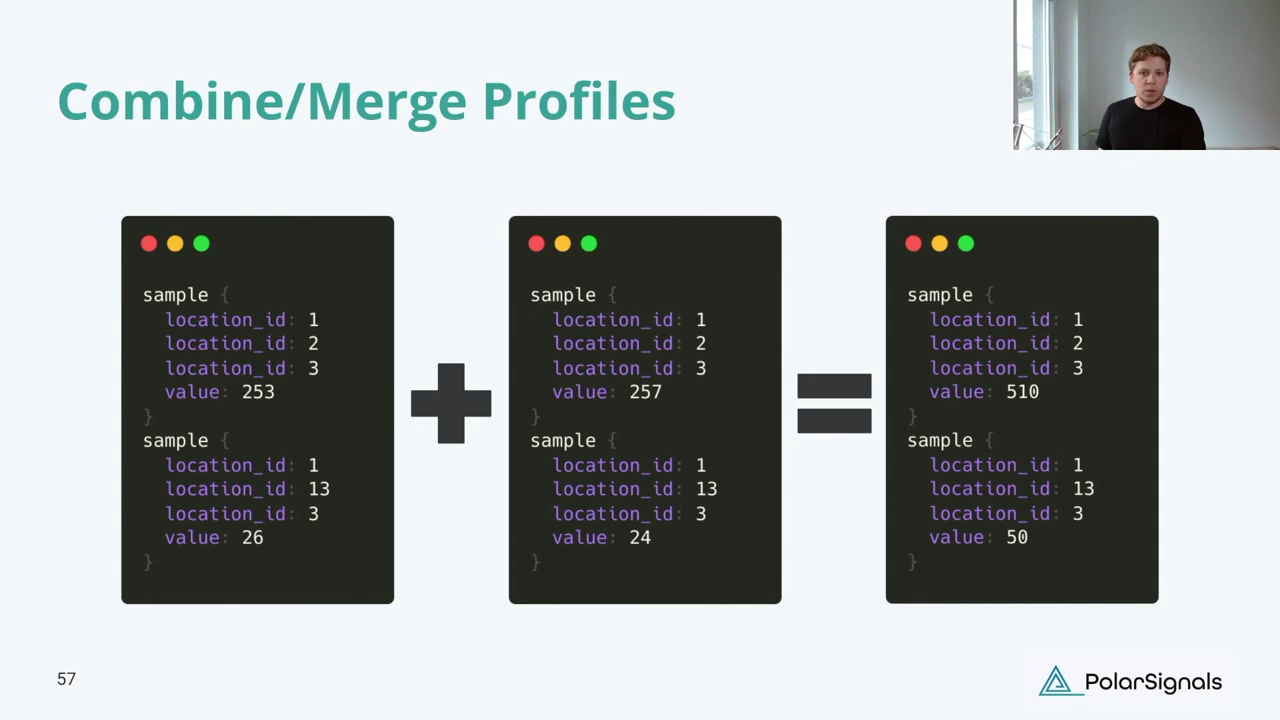 Combine/Merge Profiles
sample {
location_id: 1
location_id: 2
location_id: 3
value: 253
}
sample {
location_id: 1
location_id: 13
location_id: 3
value: 26
}
sample {
location_id: 1
location_id: 2
location_id: 3
value: 257
}
sample {
location_id: 1
location_id: 13
location_id: 3
value: 24
}
sample {
location_id: 1
location_id: 2
location_id: 3
value: 510
}
sample {
location_id: 1
location_id: 13
location_id: 3
value: 50
}
57
PolarSignals